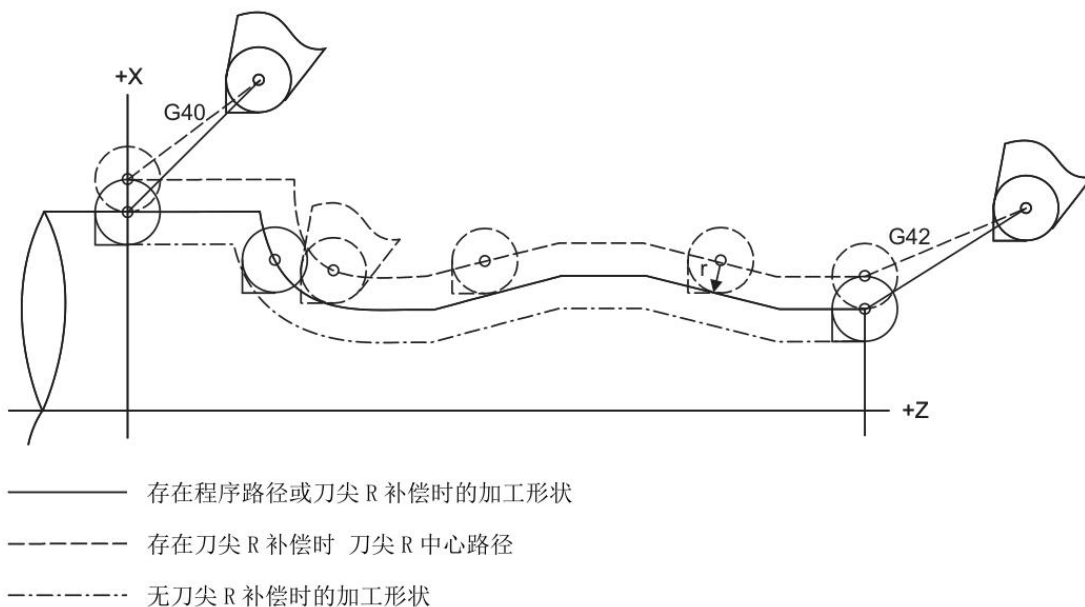 +X
G40
G42
r
+Z
存在程序路径或刀尖 R 补偿时的加工形状
存在刀尖 R 补偿时 刀尖 R 中心路径
无刀尖 R 补偿时的加工形状